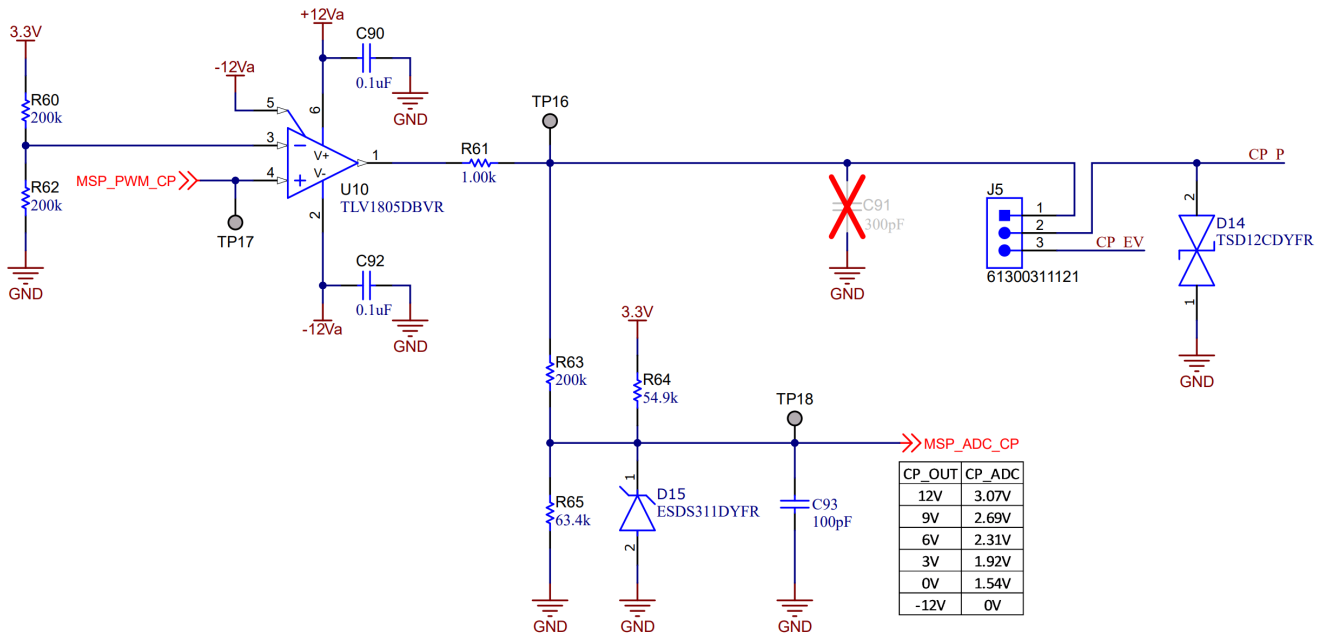 +12Va
3.3V
C90
0.1uF
GND
-12Va
R60
200k
5
6
3
V+
1
4
V-
MSP_PWM_CP
U10
TLV1805DBVR
2
TP17
R62
200k
GND
C92
0.1uF
-12Va
GND
R61
1.00k
TP16
C91
300pF
GND
J5
1
2
3
61300311121
CP_P
CP_EV
2
D14
TSD12CDYFR
1
GND
R63
200k
3.3V
R64
54.9k
TP18
MSP_ADC_CP
R65
63.4k
1
D15
ESDS311DYFR
2
C93
100pF
GND
GND
GND
CP_OUT CP_ADC
12V 3.07V
9V 2.69V
6V 2.31V
3V 1.92V
0V 1.54V
-12V 0V